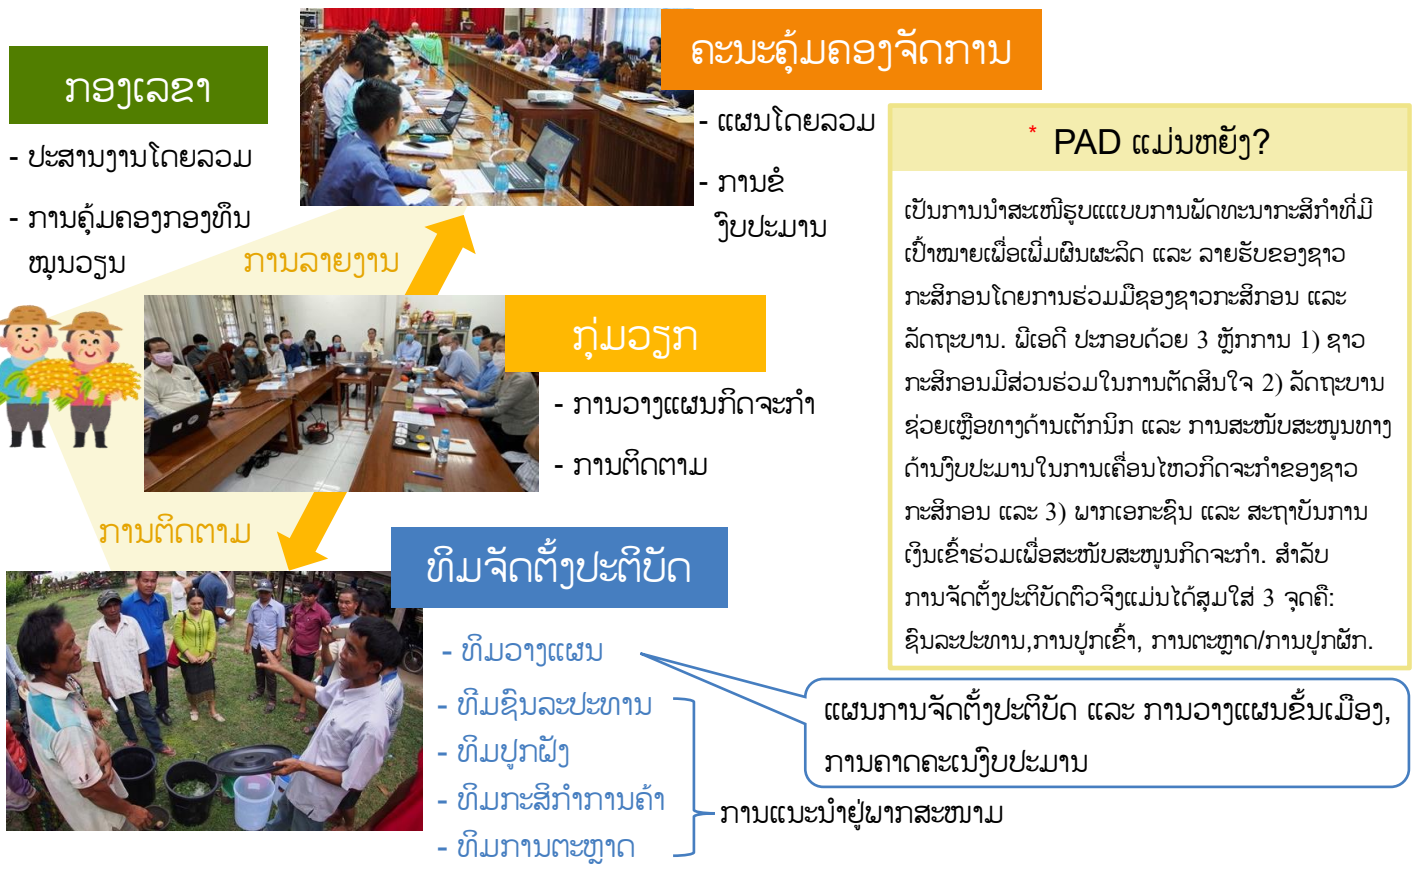 ກອງເລຂາ
- ປະສານງານໂດຍລວມ
- ການຄຸ້ມຄອງກອງທຶນ
ໝຸນວຽນ
ຄະນະຄຸ້ມຄອງຈັດການ
- ແຜນໂດຍລວມ
- ການຂໍ
ງົບປະມານ
ການລາຍງານ
ກຸ່ມວຽກ
- ການວາງແຜນກິດຈະກຳ
- ການຕິດຕາມ
ການຕິດຕາມ
ທິມຈັດຕັ້ງປະຕິບັດ
- ທິມວາງແຜນ
- ທິມຊົນລະປະທານ
- ທິມປູກຝັງ
- ທິມກະສິກຳການຄ້າ
- ທິມການຕະຫຼາດ
ການແນະນຳຢູ່ພາກສະໜາມ
ແຜນການຈັດຕັ້ງປະຕິບັດ ແລະ ການວາງແຜນຂັ້ນເມືອງ,
ການຄາດຄະເນງົບປະມານ
* PAD ແມ່ນຫຍັງ?
ເປັນການນຳສະເໜີຮູບແແບບການພັດທະນາກະສິກຳທີ່ມີ
ເປົ້າໝາຍເພື່ອເພີ່ມຜົນຜະລິດ ແລະ ລາຍຮັບຂອງຊາວ
ກະສິກອນໂດຍການຮ່ວມມືຊອງຊາວກະສິກອນ ແລະ
ລັດຖະບານ. ພີເອດີ ປະກອບດ້ວຍ 3 ຫຼັກການ 1) ຊາວ
ກະສິກອນມີສ່ວນຮ່ວມໃນການຕັດສິນໃຈ 2) ລັດຖະບານ
ຊ່ວຍເຫຼືອທາງດ້ານເຕັກນິກ ແລະ ການສະໜັບສະໜູນທາງ
ດ້ານງົບປະມານໃນການເຄື່ອນໄຫວກິດຈະກຳຂອງຊາວ
ກະສິກອນ ແລະ 3) ພາກເອກະຊົນ ແລະ ສະຖາບັນການ
ເງິນເຂົ້າຮ່ວມເພື່ອສະໜັບສະໜູນກິດຈະກຳ. ສຳລັບ
ການຈັດຕັ້ງປະຕິບັດຕົວຈິງແມ່ນໄດ້ສຸມໃສ່ 3 ຈຸດຄື:
ຊົນລະປະທານ,ການປູກເຂົ້າ, ການຕະຫຼາດ/ການປູກຜັກ.